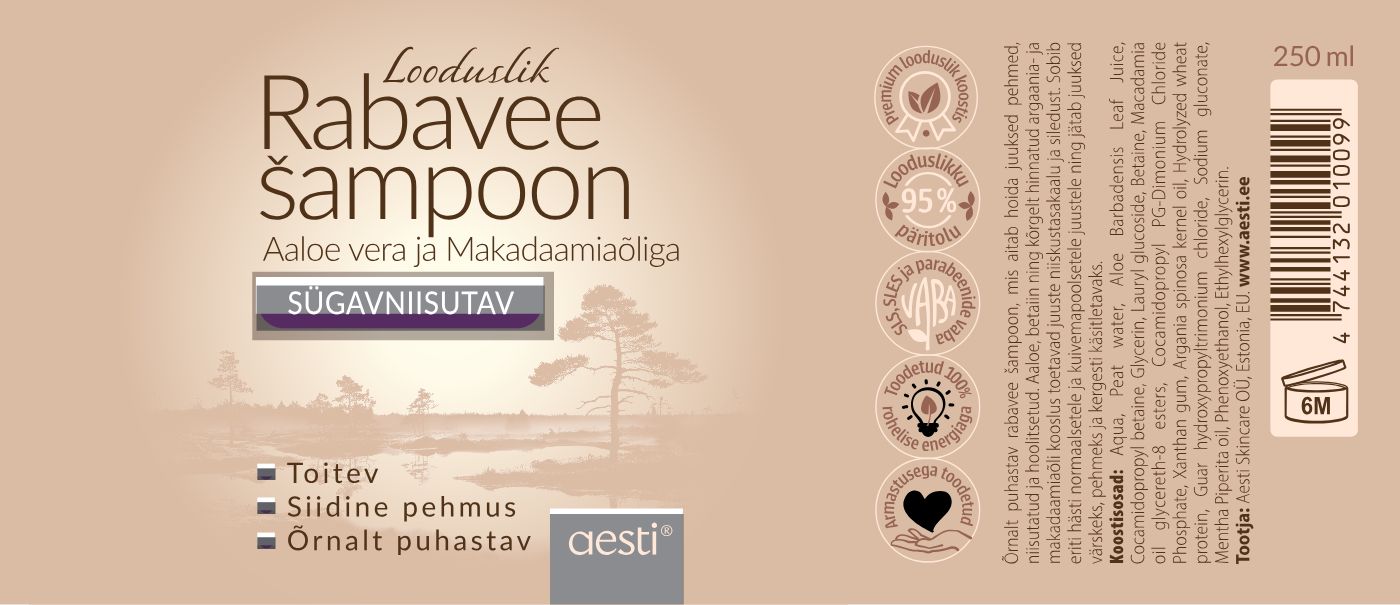 Looduslik
Rabavee
šampoon
Aaloe vera ja Makadaamiaõliga
SÜGAVNIISUTAV
Toitev
Siidine pehmus
Õrnalt puhastav
aesti®
Premium looduslik koostis
Looduslikku
95%
päritolu
SLS, SLES ja parabeenide vaba
VABA
Toodetud 100%
rohelise energiaga
Armastusega toodetud
Õrnalt puhastav rabavee šampoon, mis aitab hoida juuksed pehmed,
niisutatud ja hoolitsetud. Aaloe, betaiin ning kõrgelt hinnatud argaania- ja
makadaamiaõli kooslus toetavad juuste niiskustasakaalu ja siledust. Sobib
eriti hästi normaalsetele ja kuivemapoolsetele juustele ning jätab juuksed
värskeks, pehmeks ja kergesti käsitletavaks.
Koostisosad: Aqua, Peat water, Aloe Barbadensis Leaf Juice,
Cocamidopropyl betaine, Glycerin, Lauryl glucoside, Betaine, Macadamia
oil glycereth-8 esters, Cocamidopropyl PG-Dimonium Chloride
Phosphate, Xanthan gum, Argania spinosa kernel oil, Hydrolyzed wheat
protein, Guar hydroxypropyltrimonium chloride, Sodium gluconate,
Mentha Piperita oil, Phenoxyethanol, Ethylhexylglycerin.
Tootja: Aesti Skincare OÜ, Estonia, EU. www.aesti.ee
250 ml
4 744132 010099
6M